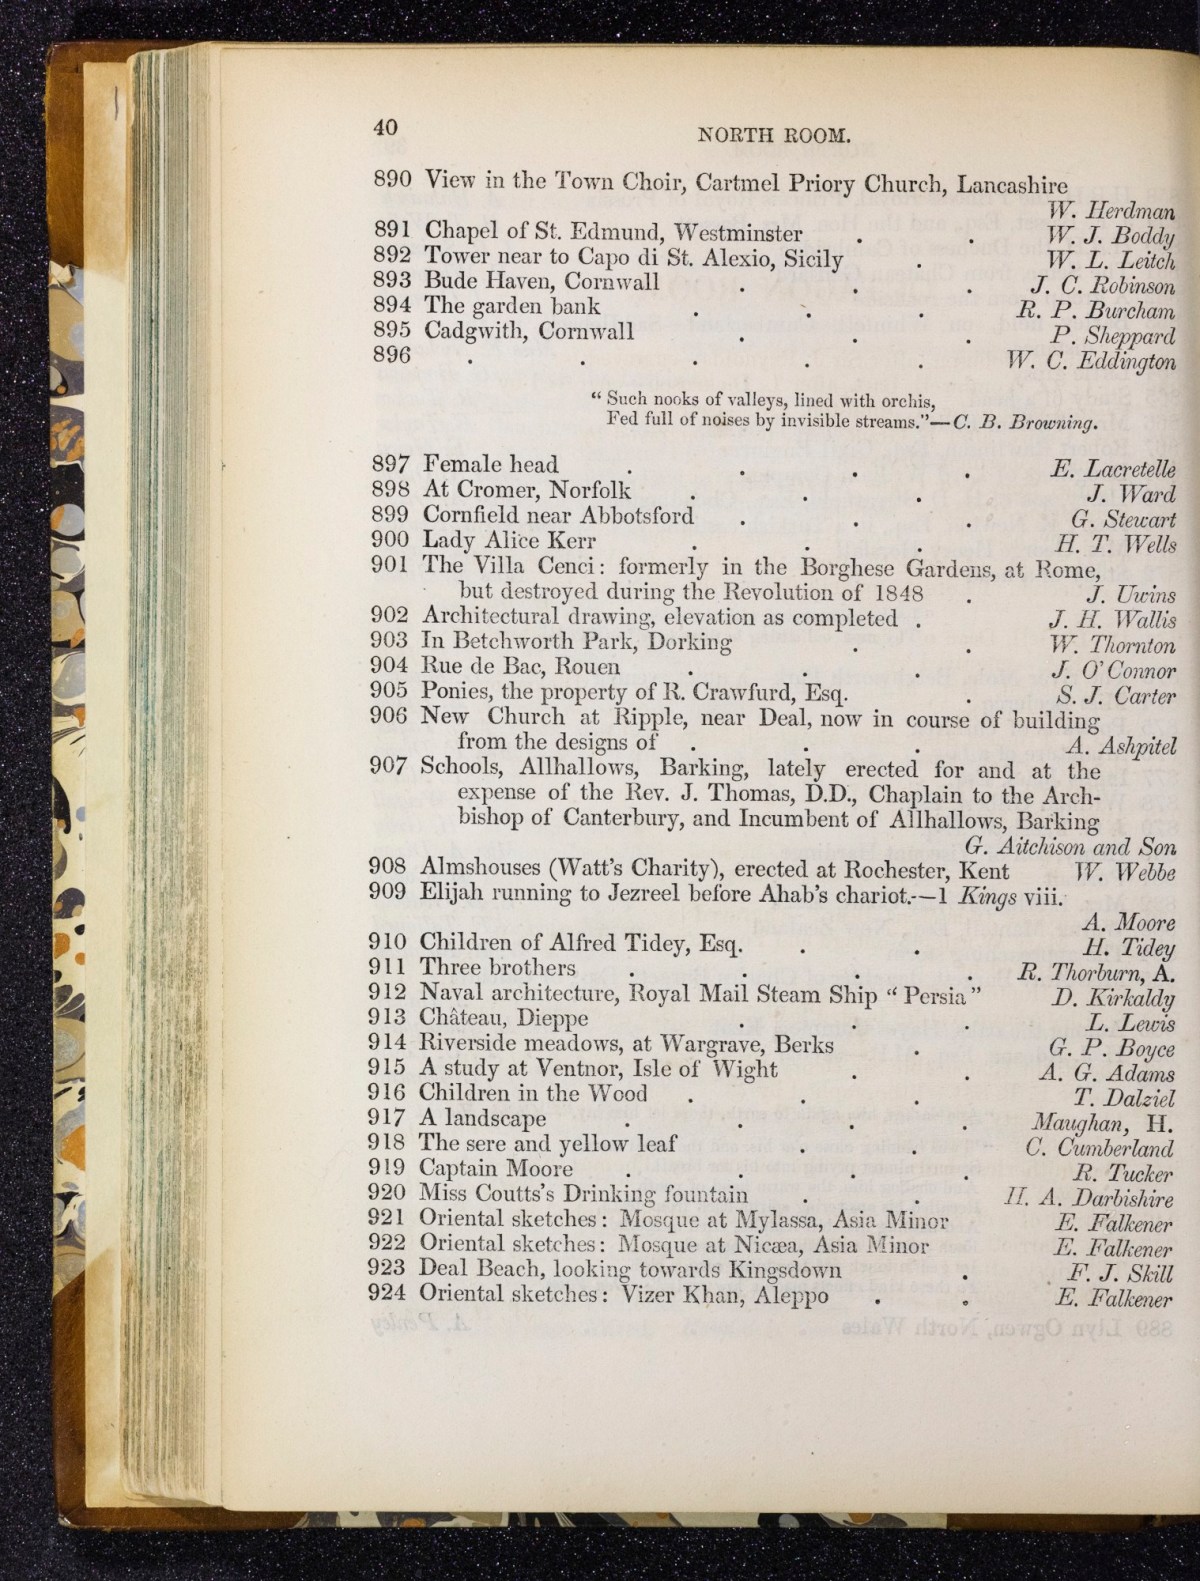 40
NORTH ROOM.
890 View in the Town Choir, Cartmel Priory Church, Lancashire
W. Herdman
891 Chapel of St. Edmund, Westminster . . W. J. Boddy
892 Tower near to Capo di St. Alexio, Sicily . W. L. Leitch
893 Bude Haven, Cornwall . . . J. C. Robinson
894 The garden bank . . . R. P. Burcham
895 Cadgwith, Cornwall . . . P. Sheppard
896 . . . . . W. C. Eddington
“ Such nooks of valleys, lined with orchis,
Fed full of noises by invisible streams.”—C. B. Browning.
897 Female head . . . . E. Lacretelle
898 At Cromer, Norfolk . . . J. Ward
899 Cornfield near Abbotsford . . . G. Stewart
900 Lady Alice Kerr . . . H. T. Wells
901 The Villa Cenci: formerly in the Borghese Gardens, at Rome,
but destroyed during the Revolution of 1848 . J. Uwins
902 Architectural drawing, elevation as completed . J. H. Wallis
903 In Betchworth Park, Dorking . . W. Thornton
904 Rue de Bac, Rouen . . . J. O'Connor
905 Ponies, the property of R. Crawfurd, Esq. . S. J. Carter
906 New Church at Ripple, near Deal, now in course of building
from the designs of . . . A. Ashpitel
907 Schools, Allhallows, Barking, lately erected for and at the
expense of the Rev. J. Thomas, D.D., Chaplain to the Arch-
bishop of Canterbury, and Incumbent of Allhallows, Barking
G. Aitchison and Son
908 Almshouses (Watt's Charity), erected at Rochester, Kent W. Webbe
909 Elijah running to Jezreel before Ahab's chariot.—1 Kings viii.
A. Moore
910 Children of Alfred Tidey, Esq. . . H. Tidey
911 Three brothers . . . . R. Thorburn, A.
912 Naval architecture, Royal Mail Steam Ship “ Persia ” D. Kirkaldy
913 Château, Dieppe . . . L. Lewis
914 Riverside meadows, at Wargrave, Berks . G. P. Boyce
915 A study at Ventnor, Isle of Wight . . A. G. Adams
916 Children in the Wood . . . T. Dalziel
917 A landscape . . . . Maughan, H.
918 The sere and yellow leaf . . C. Cumberland
919 Captain Moore . . . . R. Tucker
920 Miss Coutts's Drinking fountain . . H. A. Darbishire
921 Oriental sketches: Mosque at Mylassa, Asia Minor E. Falkener
922 Oriental sketches: Mosque at Nicæa, Asia Minor E. Falkener
923 Deal Beach, looking towards Kingsdown . F. J. Skill
924 Oriental sketches: Vizer Khan, Aleppo . . E. Falkener